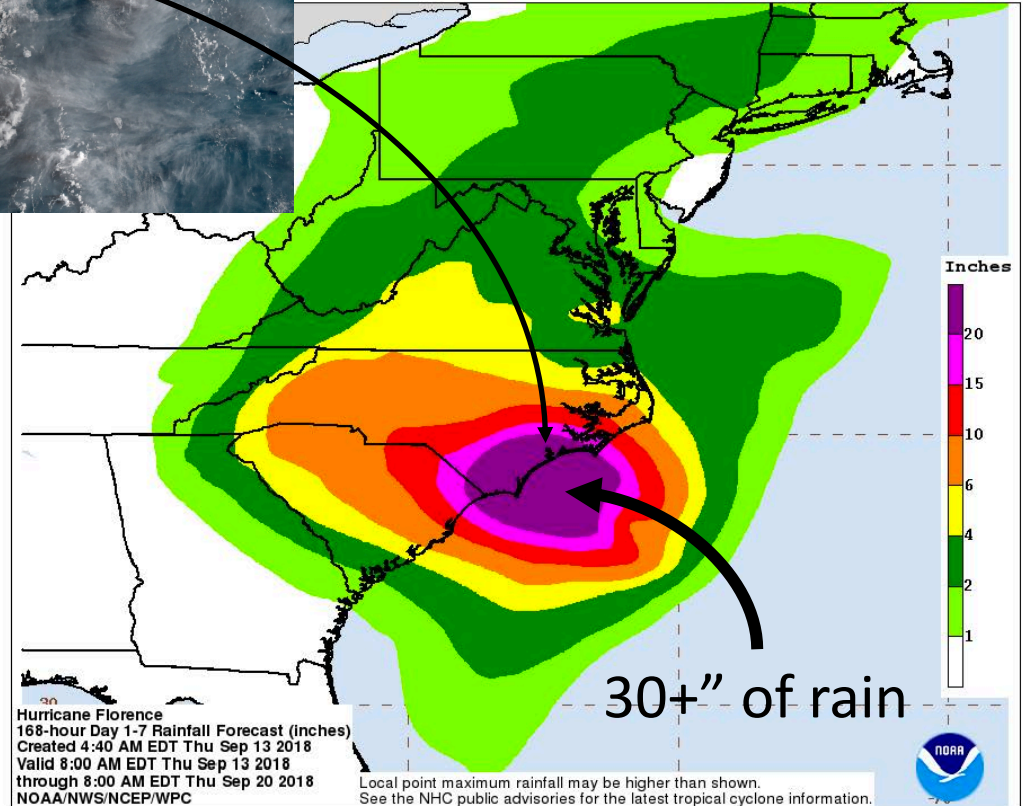 Inches
20
15
10
6
4
2
1
30+” of rain
30
Hurricane Florence
168-hour Day 1-7 Rainfall Forecast (inches)
Created 4:40 AM EDT Thu Sep 13 2018
Valid 8:00 AM EDT Thu Sep 13 2018
through 8:00 AM EDT Thu Sep 20 2018
NOAA/NWS/NCEP/WPC
Local point maximum rainfall may be higher than shown.
See the NHC public advisories for the latest tropical cyclone information.
NOAA